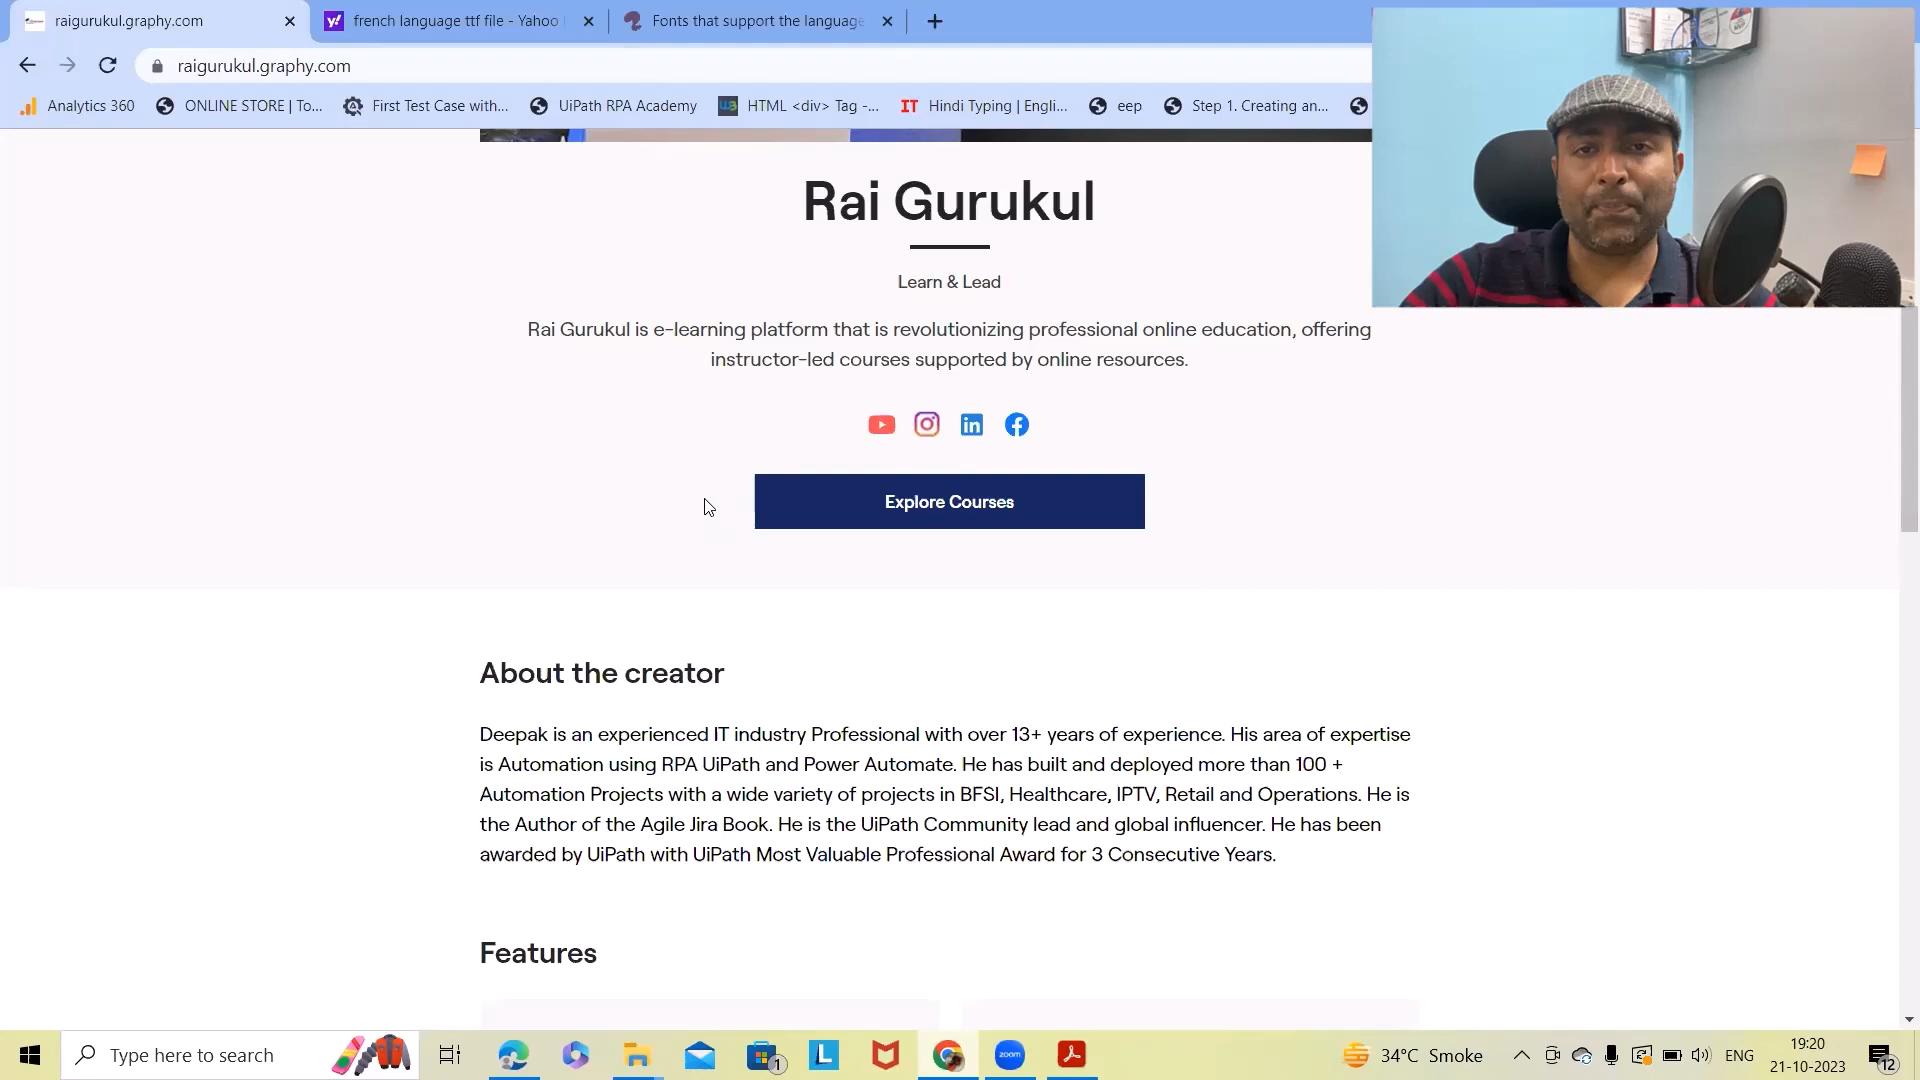 raigurukul.graphy.com
french language ttf file - Yahoo
Fonts that support the language
raigurukul.graphy.com
Analytics 360
ONLINE STORE | To...
First Test Case with...
UiPath RPA Academy
HTML <div> Tag -...
IT Hindi Typing | Engli...
eep
Step 1. Creating an...
Rai Gurukul
Learn & Lead
Rai Gurukul is e-learning platform that is revolutionizing professional online education, offering
instructor-led courses supported by online resources.
Explore Courses
About the creator
Deepak is an experienced IT industry Professional with over 13+ years of experience. His area of expertise
is Automation using RPA UiPath and Power Automate. He has built and deployed more than 100 +
Automation Projects with a wide variety of projects in BFSI, Healthcare, IPTV, Retail and Operations. He is
the Author of the Agile Jira Book. He is the UiPath Community lead and global influencer. He has been
awarded by UiPath with UiPath Most Valuable Professional Award for 3 Consecutive Years.
Features
Type here to search
1
L
zoom
34°C Smoke
ENG
19:20
21-10-2023
12